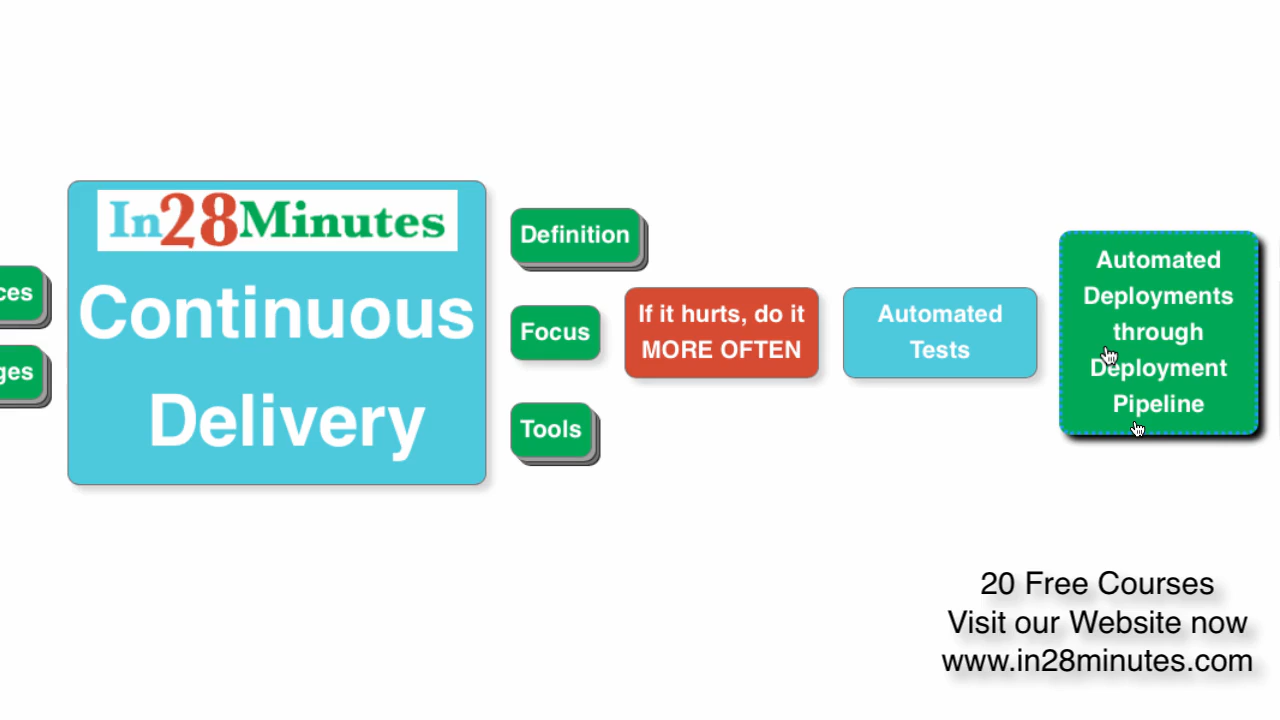 In28Minutes
Continuous
Delivery
ces
ges
Definition
Focus
Tools
If it hurts, do it
MORE OFTEN
Automated
Tests
Automated
Deployments
through
Deployment
Pipeline
20 Free Courses
Visit our Website now
www.in28minutes.com